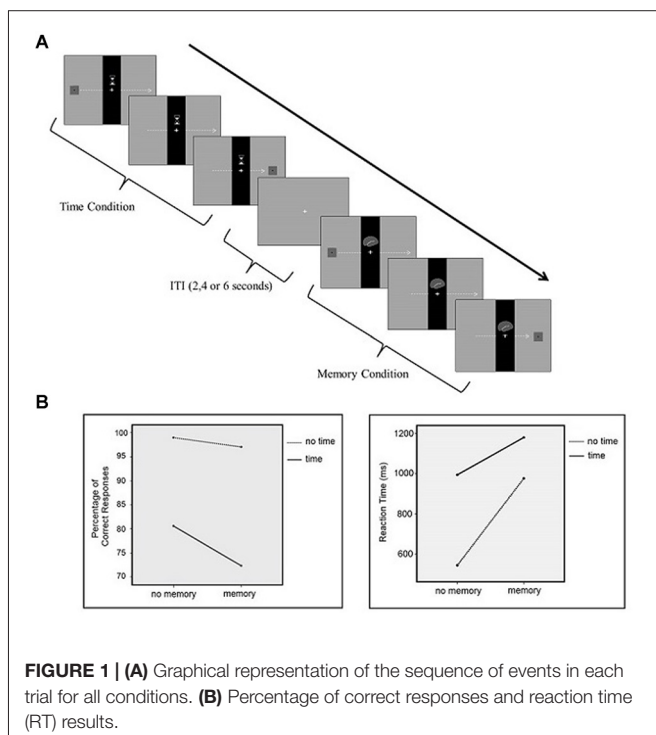 A
Time Condition
ITI (2,4 or 6 seconds)
Memory Condition
B
Percentage of
Correct Responses
100
95
90
85
80
75
70
no memory
memory
no time
time
Reaction Time (ms)
1200
1000
800
600
no memory
memory
no time
time
FIGURE 1 | (A) Graphical representation of the sequence of events in each
trial for all conditions. (B) Percentage of correct responses and reaction time
(RT) results.